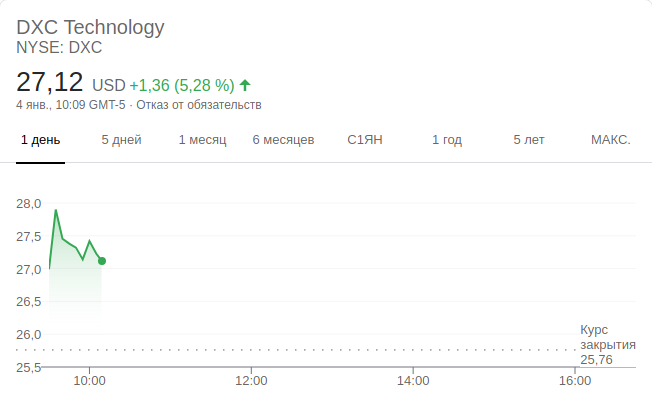 DXC Technology
NYSE: DXC
27,12 USD +1,36 (5,28 %)
4 янв., 10:09 GMT-5 · Отказ от обязательств
1 день 5 дней 1 месяц 6 месяцев С1ЯН 1 год 5 лет МАКС.
28,0
27,5
27,0
26,5
26,0
Курс
закрытия
25,76
25,5
10:00 12:00 14:00 16:00